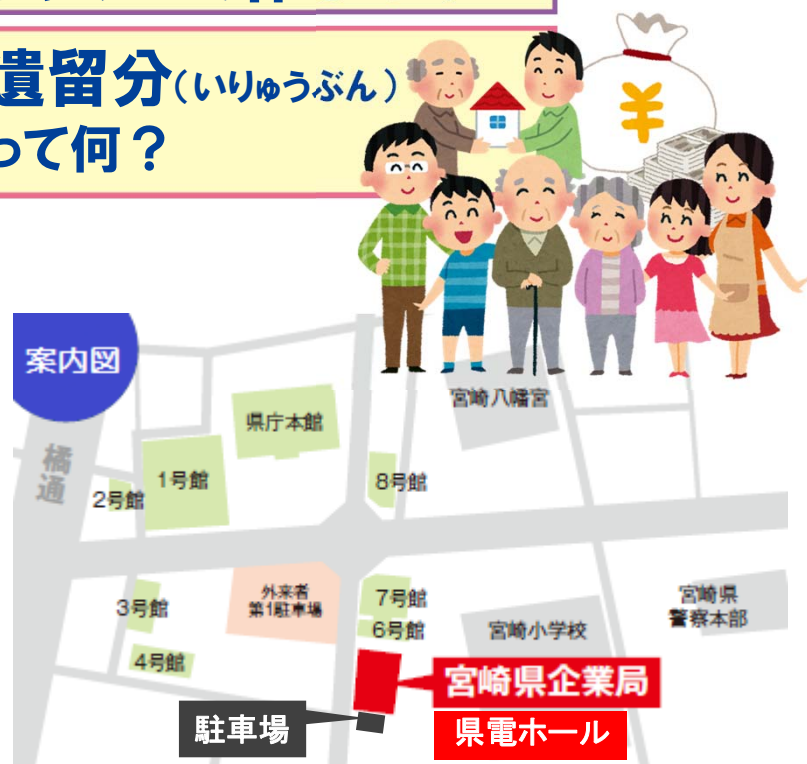 遺留分(いりゅうぶん)
って何？
¥
案内図
県庁本館
宮崎八幡宮
橘通
1号館
2号館
8号館
3号館
外来者
第1駐車場
7号館
宮崎県
警察本部
6号館
宮崎小学校
4号館
宮崎県企業局
駐車場
県電ホール